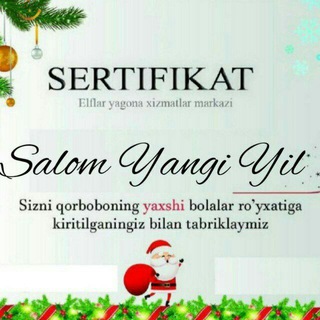 SERTIFIKAT
Elflar yagona xizmatlar markazi
Salom Yangi Yil
Sizni qorboboning yaxshi bolalar ro'yxatiga
kiritilganingiz bilan tabriklaymiz